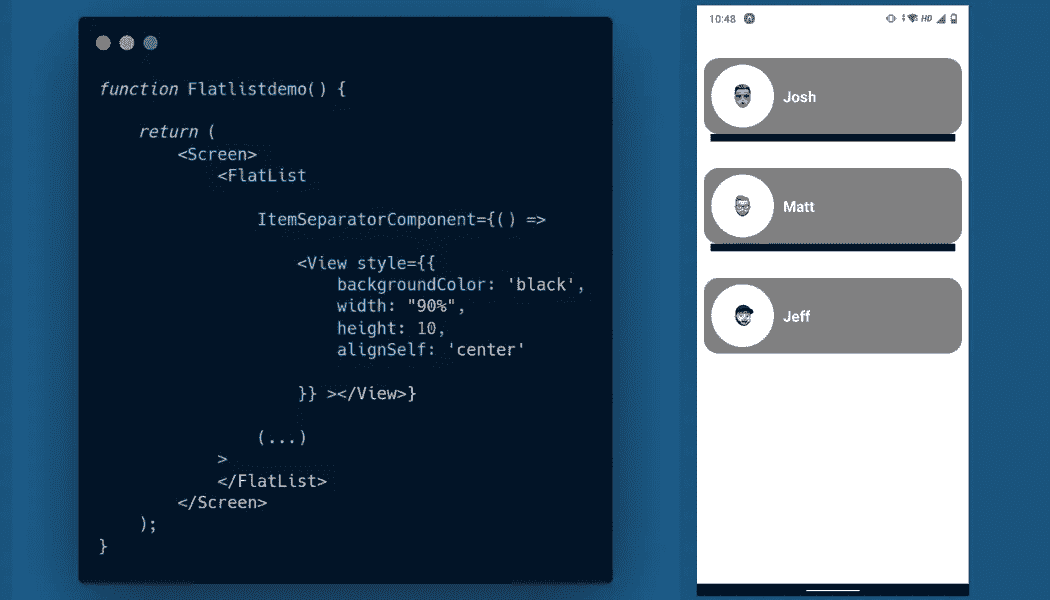 function Flatlistdemo() {
return (
<Screen>
<FlatList
ItemSeparatorComponent={() =>
<View style={{
backgroundColor: 'black',
width: "90%",
height: 10,
alignSelf: 'center'
}} ></View>}
(...)
>
</FlatList>
</Screen>
);
}
10:48
HD
Josh
Matt
Jeff